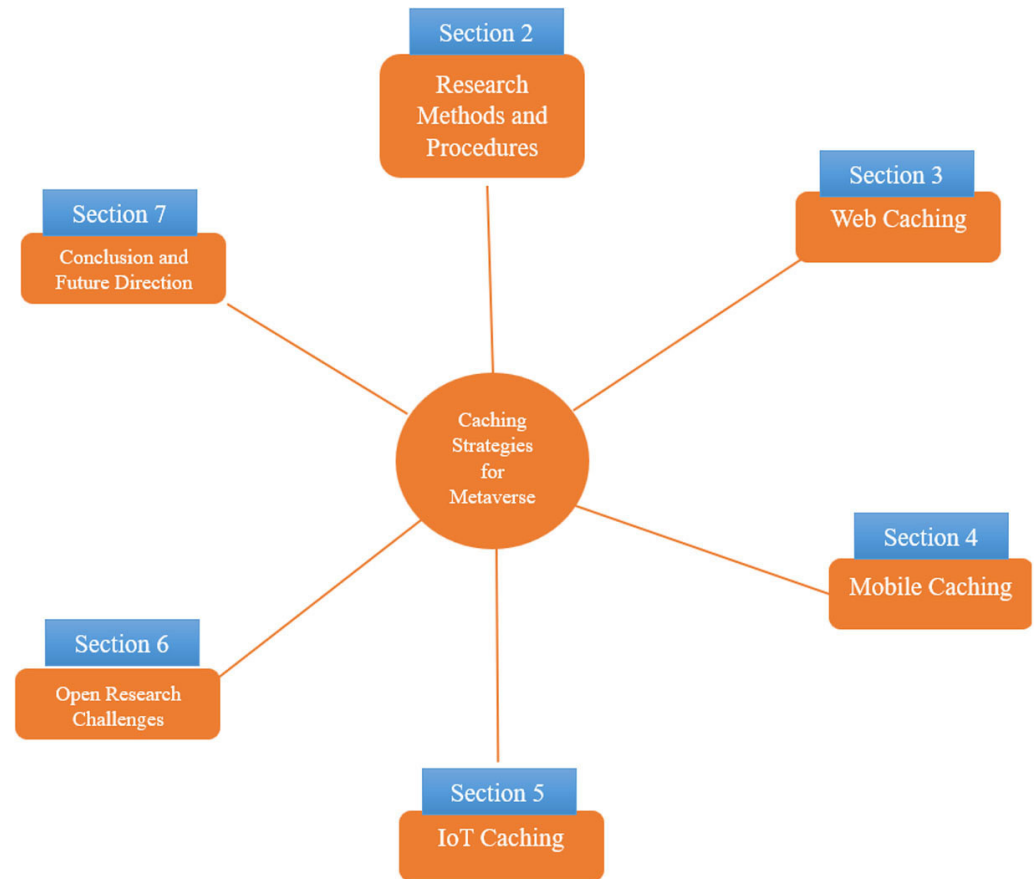 Section 2
Research
Methods and
Procedures
Section 3
Web Caching
Section 7
Conclusion and
Future Direction
Caching
Strategies
for
Metaverse
Section 4
Mobile Caching
Section 6
Open Research
Challenges
Section 5
IoT Caching